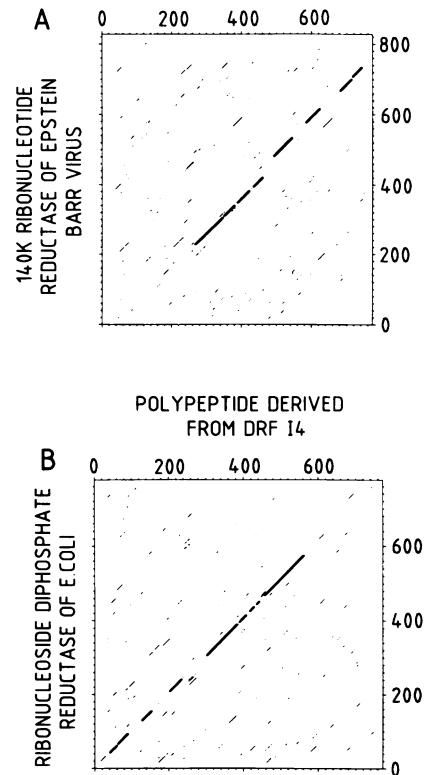 A
0 200 400 600
140K RIBONUCLEOTIDE
REDUCTASE OF EPSTEIN
BARR VIRUS
800
600
400
200
0
POLYPEPTIDE DERIVED
FROM DRF I4
B
0 200 400 600
RIBONUCLEOSIDE DIPHOSPHATE
REDUCTASE OF E.COLI
600
400
200
0